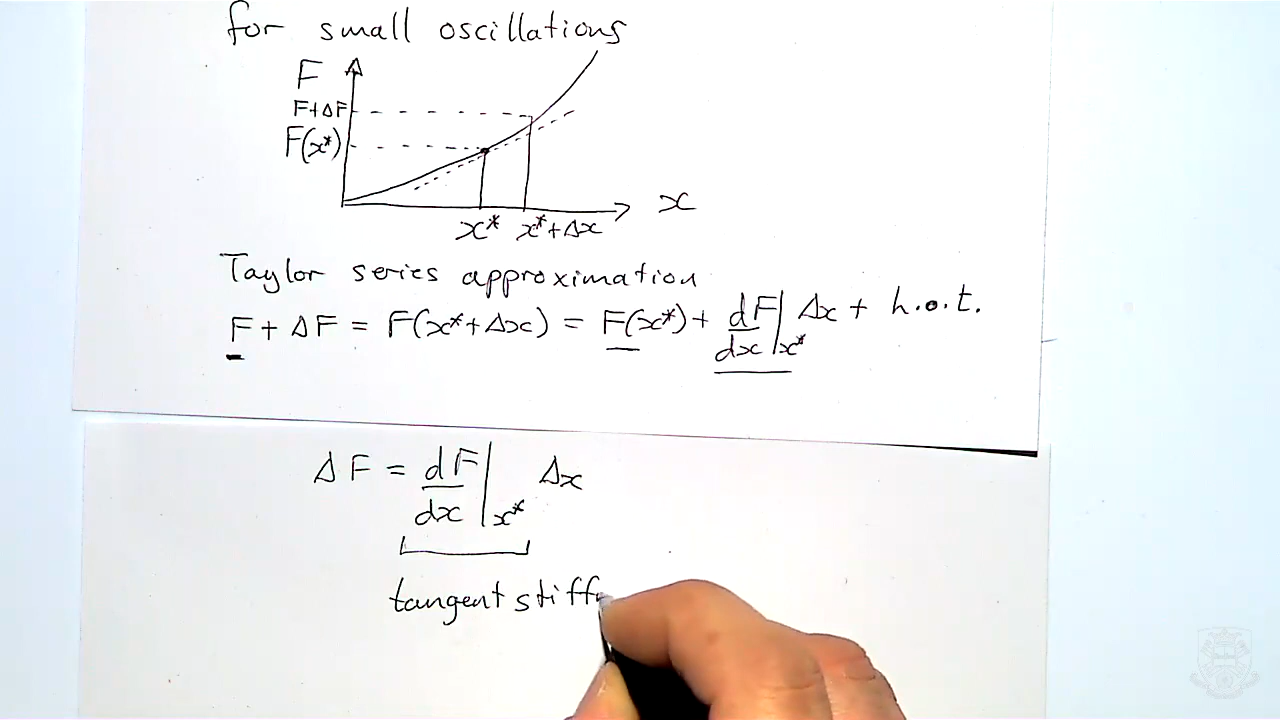 for small oscillations
F
F+ΔF
F(x*)
x
x* x*+Δx
Taylor series approximation
F + ΔF = F(x*+Δx) = F(x*) + dF/dx|x* Δx + h.o.t.
ΔF = dF/dx|x* Δx
tangent stiff